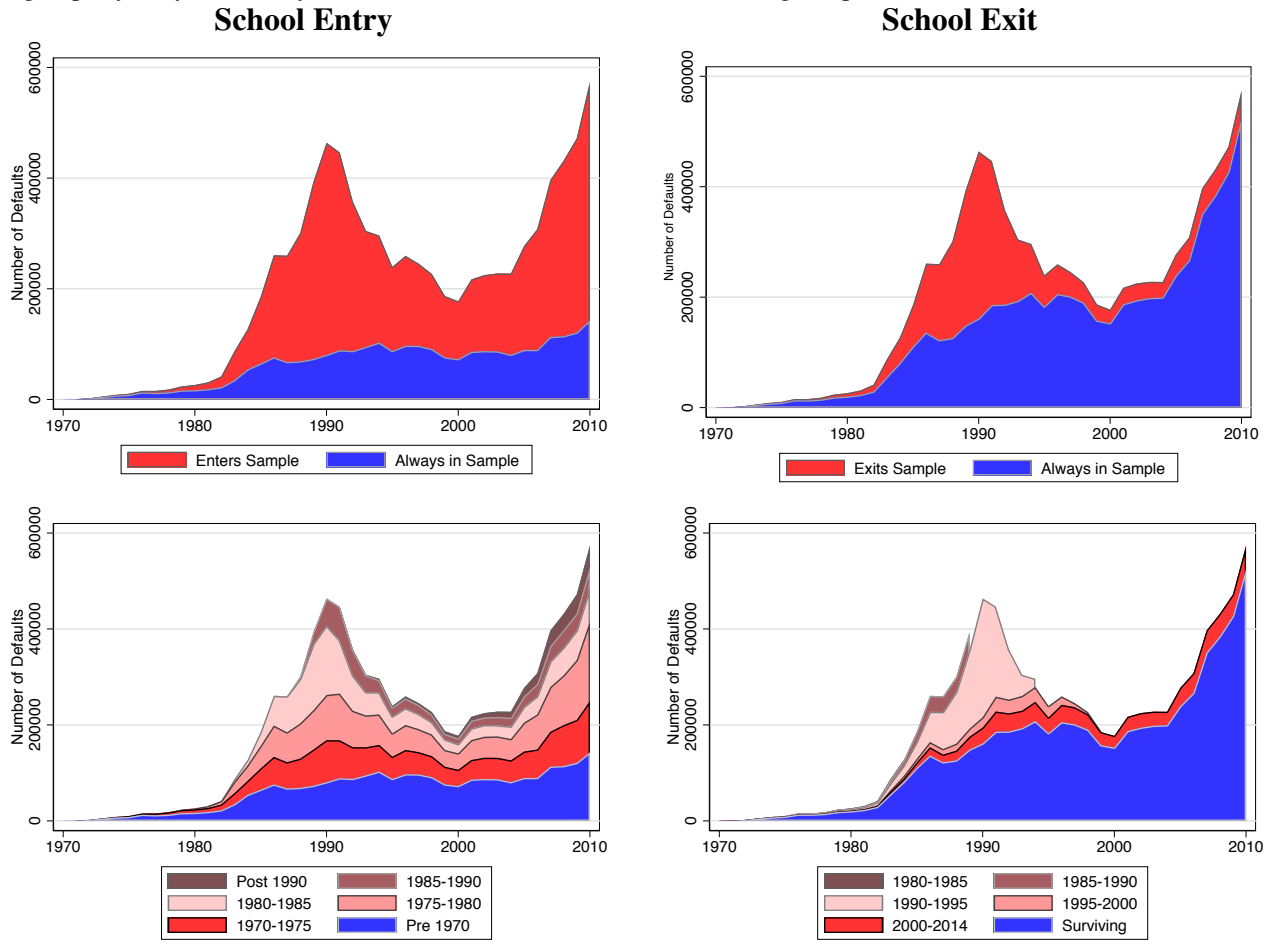 School Entry
School Exit
Number of Defaults
0 200000 400000 600000
1970 1980 1990 2000 2010
Enters Sample Always in Sample
Number of Defaults
0 200000 400000 600000
1970 1980 1990 2000 2010
Exits Sample Always in Sample
Number of Defaults
0 200000 400000 600000
1970 1980 1990 2000 2010
Post 1990 1985-1990
1980-1985 1975-1980
1970-1975 Pre 1970
Number of Defaults
0 200000 400000 600000
1970 1980 1990 2000 2010
1980-1985 1985-1990
1990-1995 1995-2000
2000-2014 Surviving